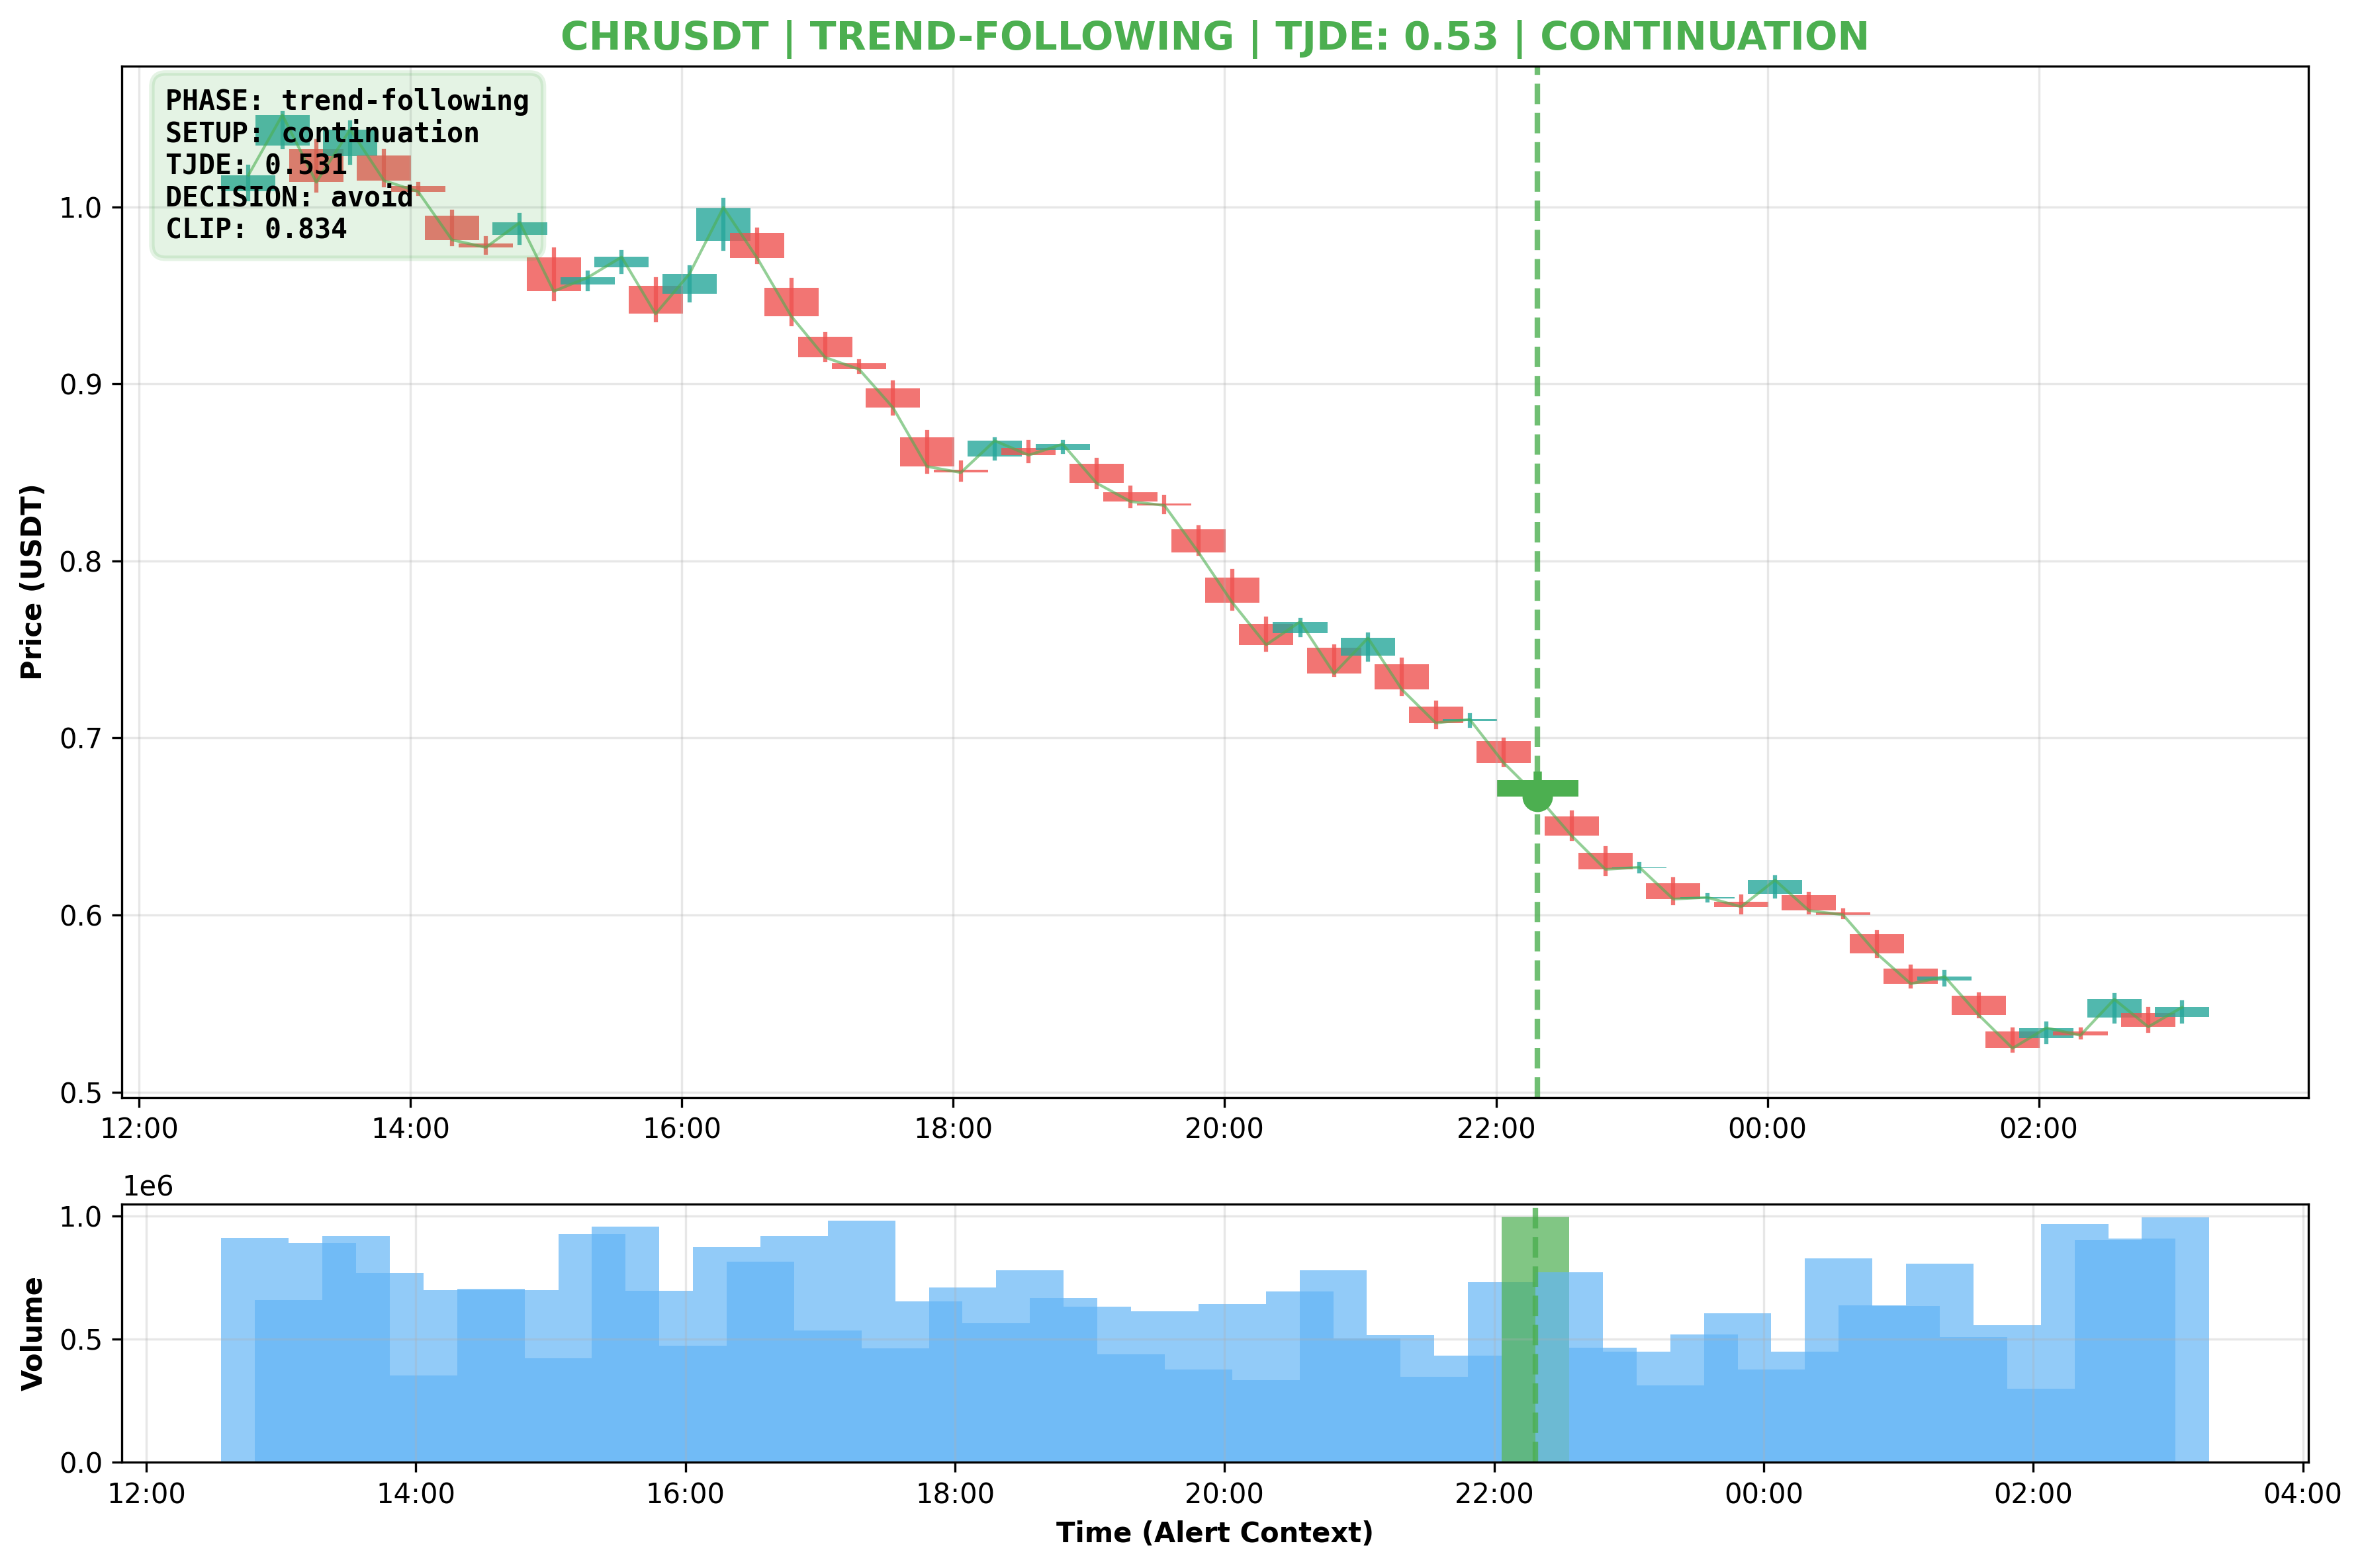 CHRUSDT | TREND-FOLLOWING | TJDE: 0.53 | CONTINUATION
PHASE: trend-following
SETUP: continuation
TJDE: 0.531
DECISION: avoid
CLIP: 0.834
Price (USDT)
1.0
0.9
0.8
0.7
0.6
0.5
12:00 14:00 16:00 18:00 20:00 22:00 00:00 02:00
1e6
Volume
1.0
0.5
0.0
12:00 14:00 16:00 18:00 20:00 22:00 00:00 02:00 04:00
Time (Alert Context)